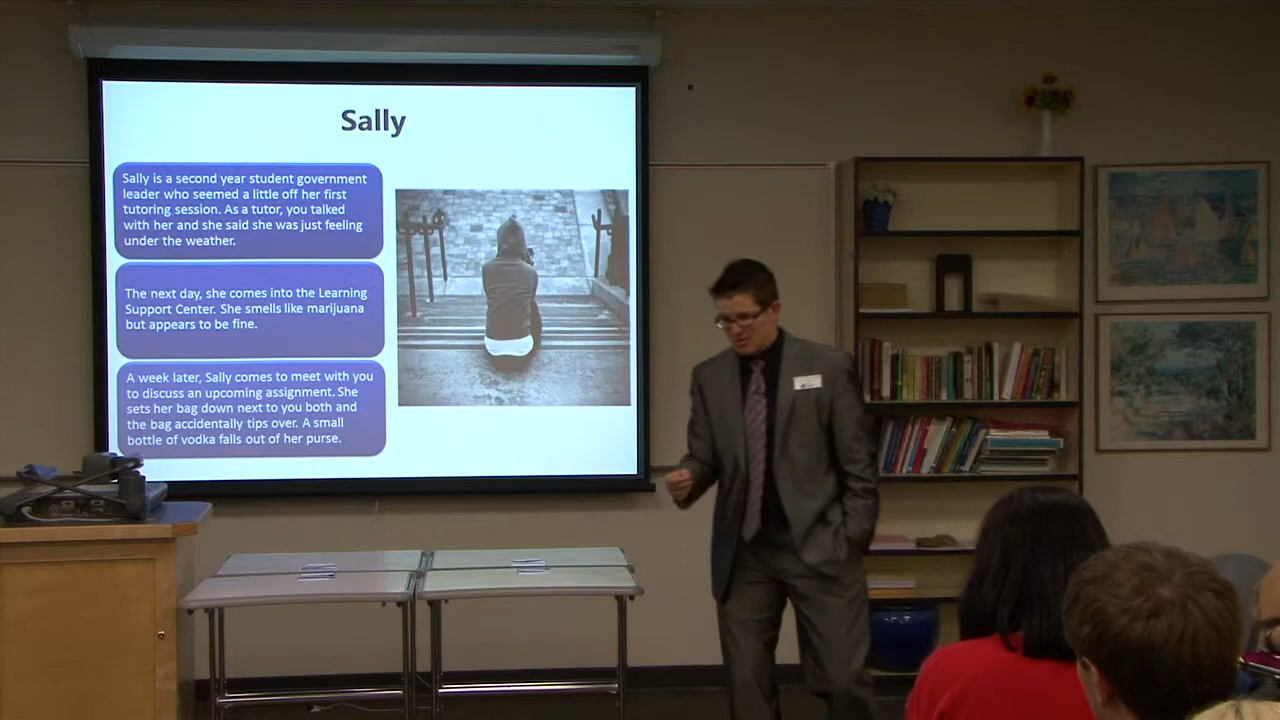 Sally
Sally is a second year student government
leader who seemed a little off her first
tutoring session. As a tutor, you talked
with her and she said she was just feeling
under the weather.
The next day, she comes into the Learning
Support Center. She smells like marijuana
but appears to be fine.
A week later, Sally comes to meet with you
to discuss an upcoming assignment. She
sets her bag down next to you both and
the bag accidentally tips over. A small
bottle of vodka falls out of her purse.